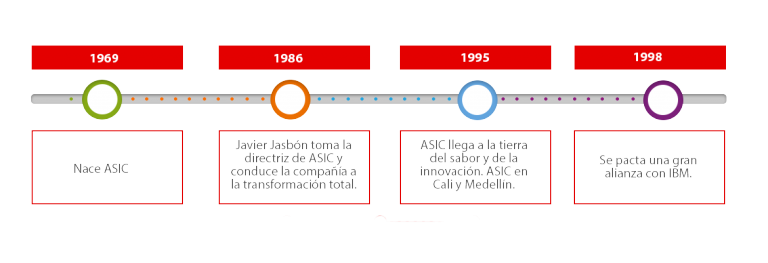 1969
1986
1995
1998
Nace ASIC
Javier Jasbón toma la
directriz de ASIC y
conduce la compañía a
la transformación total.
ASIC llega a la tierra
del sabor y de la
innovación. ASIC en
Cali y Medellín.
Se pacta una gran
alianza con IBM.